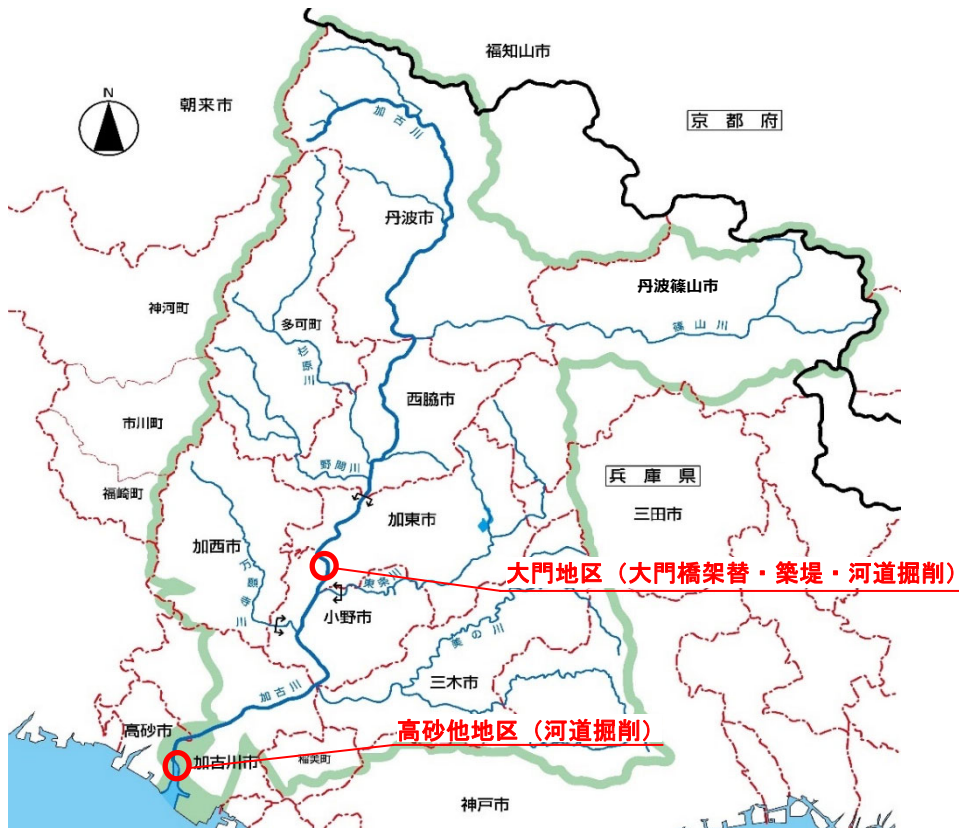 福知山市
N
朝来市
加古川
京都府
丹波市
丹波篠山市
神河町
多可町
篠山川
杉原川
西脇市
市川町
野間川
兵庫県
福崎町
加東市
三田市
加西市
万願寺川
大門地区（大門橋架替・築堤・河道掘削）
東条川
小野市
美の川
三木市
加古川
高砂市
高砂他地区（河道掘削）
加古川市
稲美町
神戸市